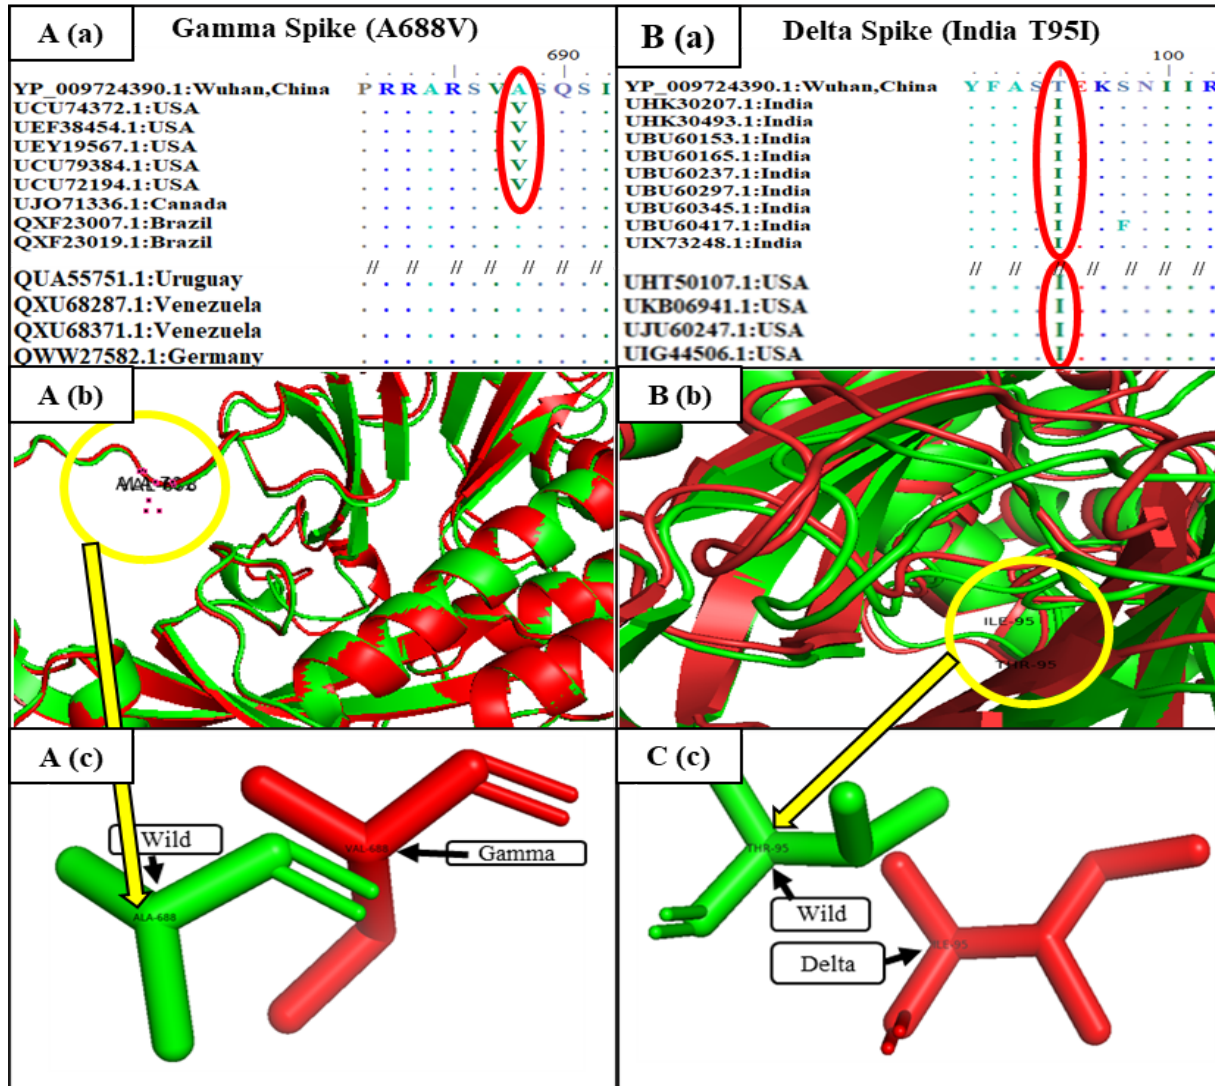 A (a)
Gamma Spike (A688V)
690
YP_009724390.1:Wuhan,China P R R A R S V A S Q S I
UCU74372.1:USA . . . . . . . V . . . .
UEF38454.1:USA . . . . . . . V . . . .
UEY19567.1:USA . . . . . . . V . . . .
UCU79384.1:USA . . . . . . . V . . . .
UCU72194.1:USA . . . . . . . V . . . .
UJO71336.1:Canada . . . . . . . . . . . .
QXF23007.1:Brazil . . . . . . . . . . . .
QXF23019.1:Brazil . . . . . . . . . . . .
// // // // // // //
QUA55751.1:Uruguay . . . . . . . . . . . .
QXU68287.1:Venezuela . . . . . . . . . . . .
QXU68371.1:Venezuela . . . . . . . . . . . .
QWW27582.1:Germany . . . . . . . . . . . .
B (a)
Delta Spike (India T95I)
100
YP_009724390.1:Wuhan,China Y F A S T E K S N I I R
UHK30207.1:India . . . . I . . . . . . .
UHK30493.1:India . . . . I . . . . . . .
UBU60153.1:India . . . . I . . . . . . .
UBU60165.1:India . . . . I . . . . . . .
UBU60237.1:India . . . . I . . . . . . .
UBU60297.1:India . . . . I . . . . . . .
UBU60345.1:India . . . . I . . . . . . .
UBU60417.1:India . . . . I . . F . . . .
UIX73248.1:India . . . . I . . . . . . .
// // // // // // //
UHT50107.1:USA . . . . I . . . . . . .
UKB06941.1:USA . . . . I . . . . . . .
UJU60247.1:USA . . . . I . . . . . . .
UIG44506.1:USA . . . . I . . . . . . .
A (b)
B (b)
ILE-95
THR-95
A (c)
Wild
ALA-688
VAL-688
Gamma
C (c)
THR-95
Wild
ILE-95
Delta